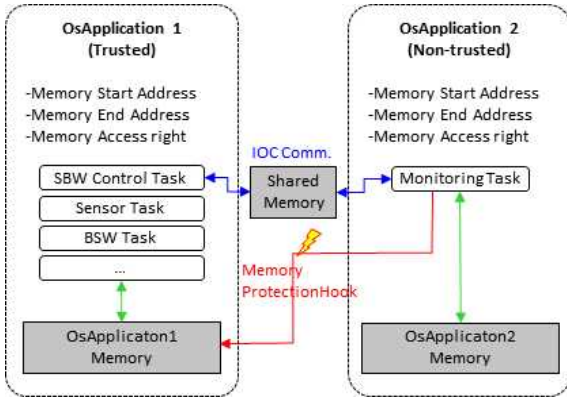 OsApplication 1
(Trusted)
-Memory Start Address
-Memory End Address
-Memory Access right
SBW Control Task
Sensor Task
BSW Task
...
OsApplicaton1
Memory
IOC Comm.
Shared
Memory
Memory
ProtectionHook
OsApplication 2
(Non-trusted)
-Memory Start Address
-Memory End Address
-Memory Access right
Monitoring Task
OsApplicaton2
Memory